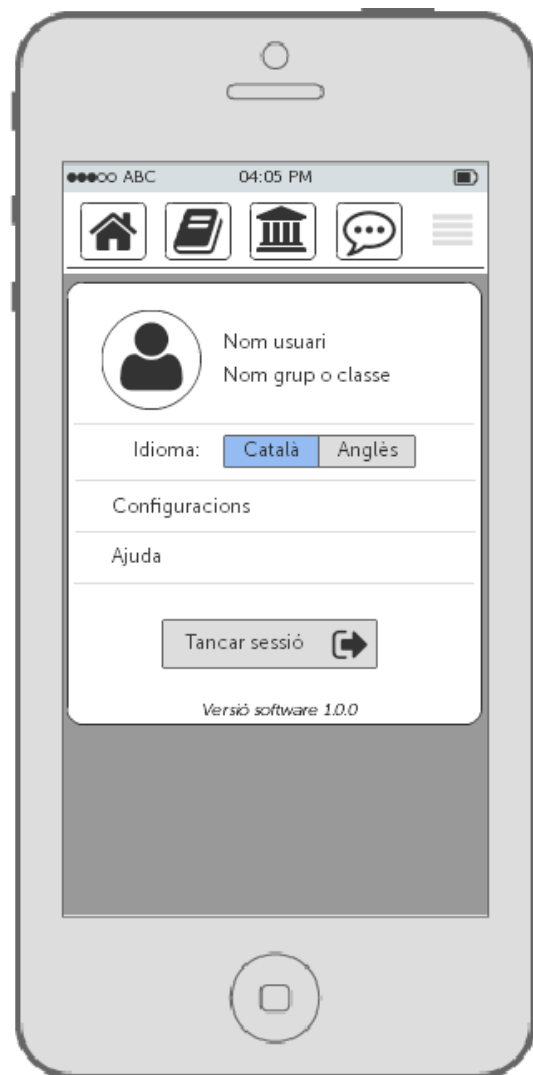 ABC 04:05 PM
Nom usuari
Nom grup o classe
Idioma: Català Anglès
Configuracions
Ajuda
Tancar sessió
Versió software 1.0.0